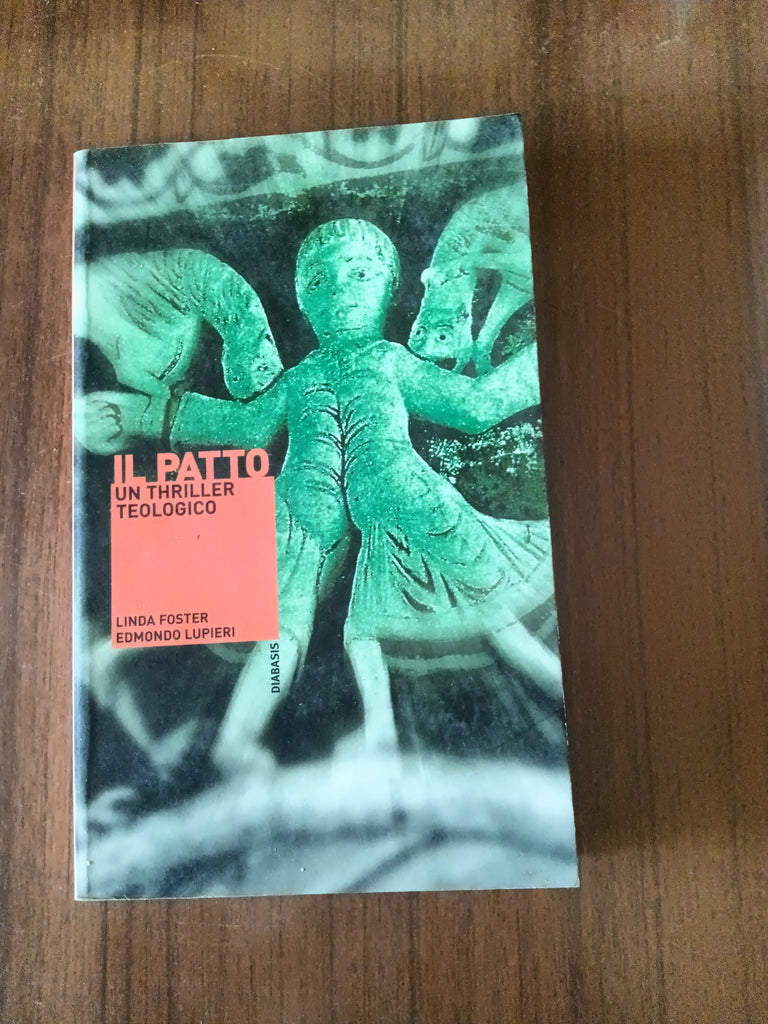 IL PATTO
UN THRILLER
TEOLOGICO
LINDA FOSTER
EDMONDO LUPIERI
DIABASIS